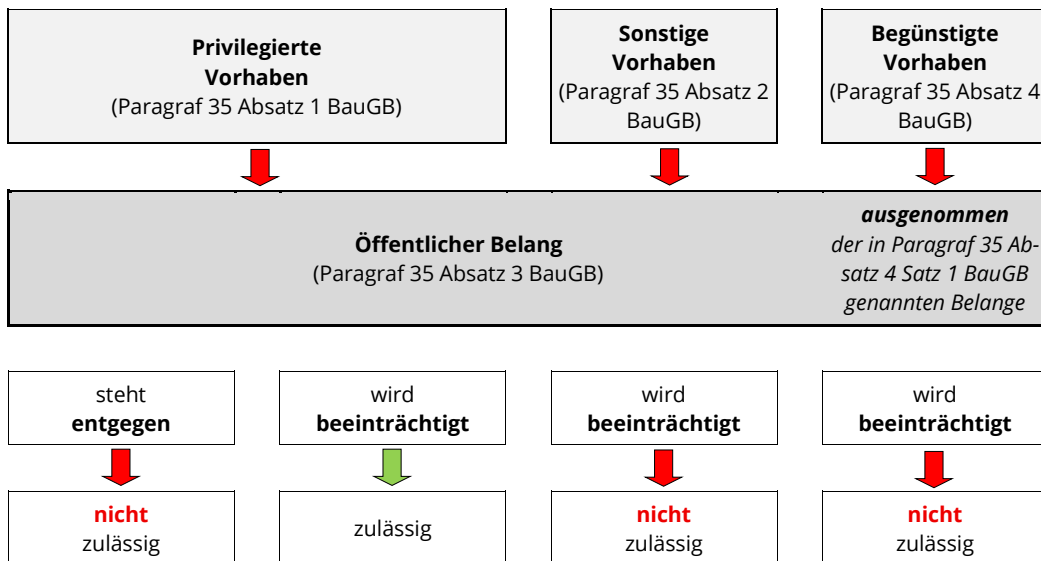 Privilegierte
Vorhaben
(Paragraf 35 Absatz 1 BauGB)
Sonstige
Vorhaben
(Paragraf 35 Absatz 2
BauGB)
Begünstigte
Vorhaben
(Paragraf 35 Absatz 4
BauGB)
Öffentlicher Belang
(Paragraf 35 Absatz 3 BauGB)
ausgenommen
der in Paragraf 35 Ab-
satz 4 Satz 1 BauGB
genannten Belange
steht
entgegen
wird
beeinträchtigt
wird
beeinträchtigt
wird
beeinträchtigt
nicht
zulässig
zulässig
nicht
zulässig
nicht
zulässig